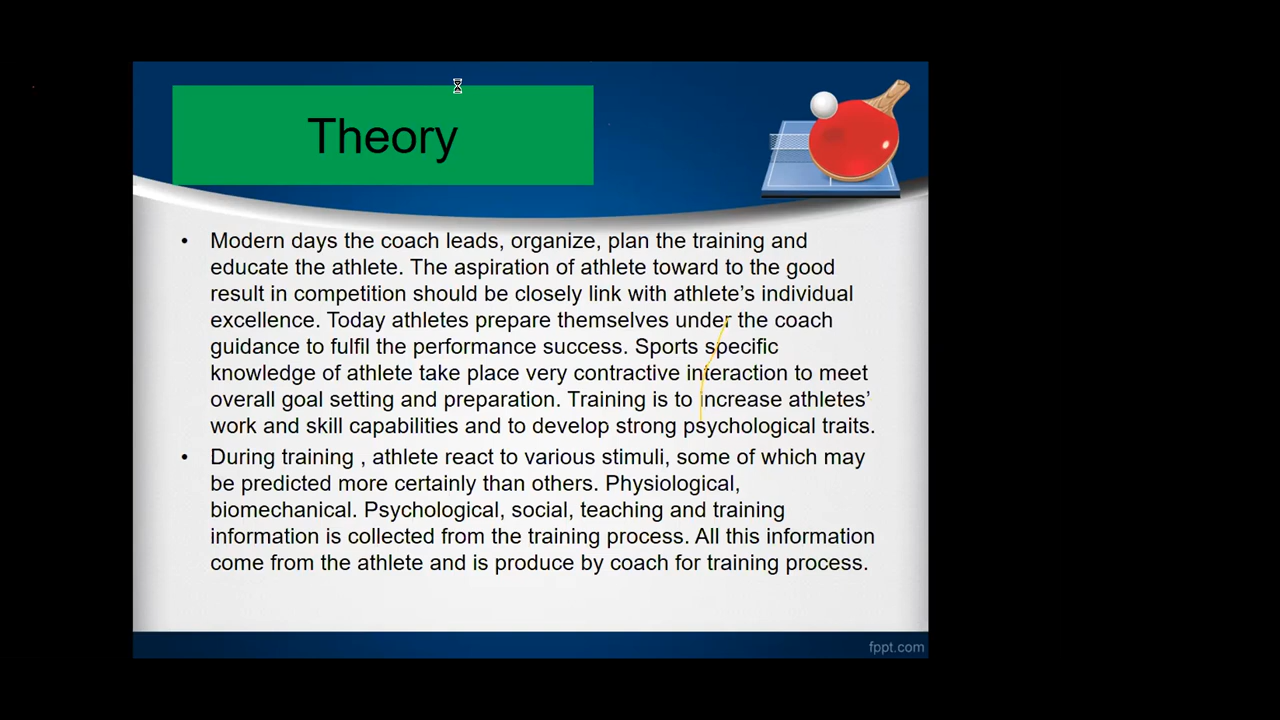 Theory
• Modern days the coach leads, organize, plan the training and
educate the athlete. The aspiration of athlete toward to the good
result in competition should be closely link with athlete’s individual
excellence. Today athletes prepare themselves under the coach
guidance to fulfil the performance success. Sports specific
knowledge of athlete take place very contractive interaction to meet
overall goal setting and preparation. Training is to increase athletes’
work and skill capabilities and to develop strong psychological traits.
• During training , athlete react to various stimuli, some of which may
be predicted more certainly than others. Physiological,
biomechanical. Psychological, social, teaching and training
information is collected from the training process. All this information
come from the athlete and is produce by coach for training process.
fppt.com